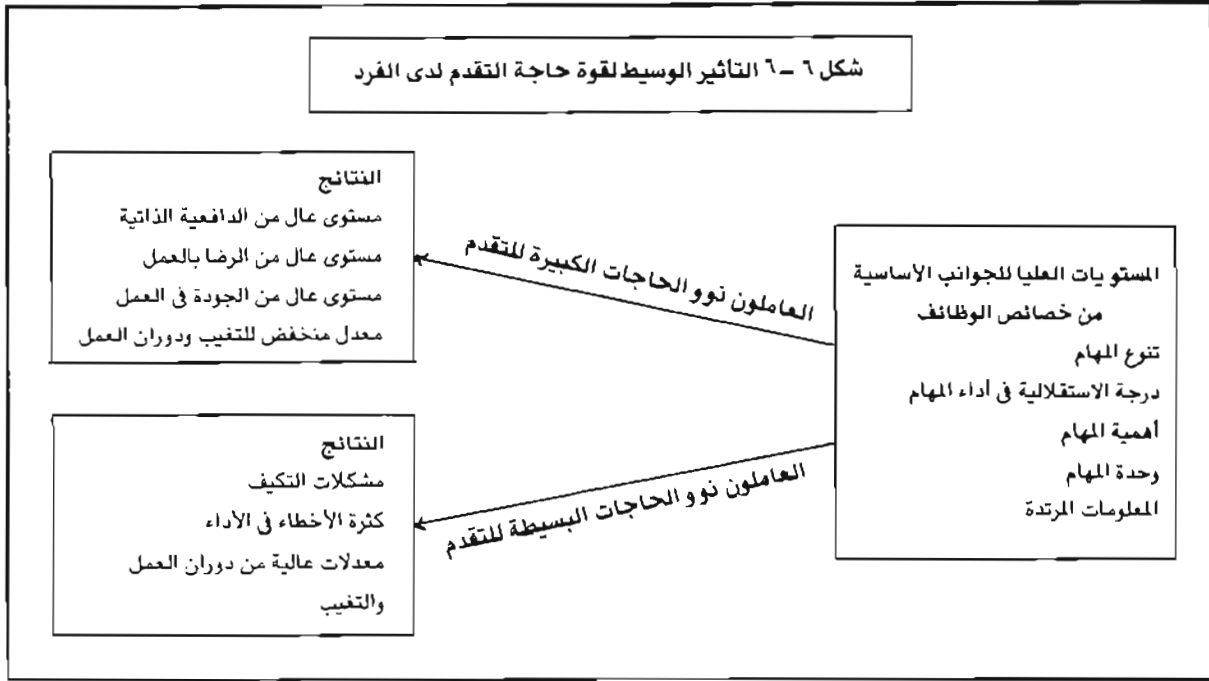 شكل ٦ – ٦ التأثير الوسيط لقوة حاجة التقدم لدى الفرد
المستويات العليا للجوانب الأساسية
من خصائص الوظائف
تنوع المهام
درجة الاستقلالية فى أداء المهام
أهمية المهام
وحدة المهام
المعلومات المرتدة
العاملون نوو الحاجات الكبيرة للتقدم
النتائج
مستوى عال من الدافعية الذاتية
مستوى عال من الرضا بالعمل
مستوى عال من الجودة فى العمل
معدل منخفض للتغيب ودوران العمل
العاملون نوو الحاجات البسيطة للتقدم
النتائج
مشكلات التكيف
كثرة الأخطاء فى الأداء
معدلات عالية من دوران العمل
والتغيب